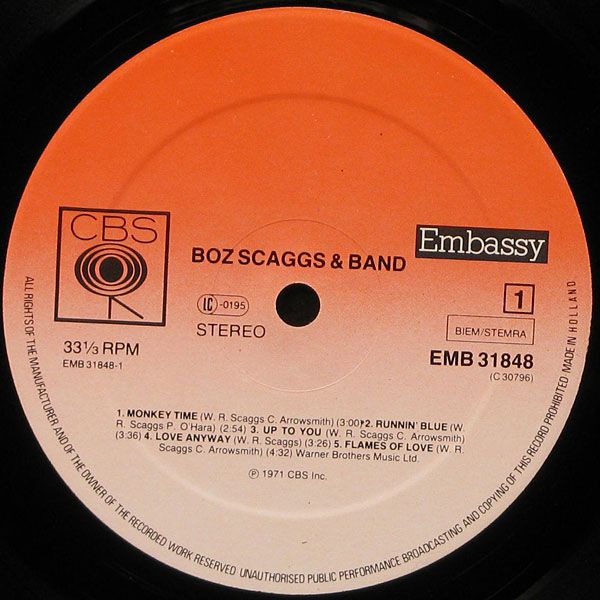 CBS
Embassy
BOZ SCAGGS & BAND
LC -0195
1
STEREO
BIEM/STEMRA
33⅓ RPM
EMB 31848
EMB 31848-1
(C 30796)
1. MONKEY TIME (W. R. Scaggs C. Arrowsmith) (3:00) 2. RUNNIN' BLUE (W.
R. Scaggs P. O'Hara) (2:54) 3. UP TO YOU (W. R. Scaggs C. Arrowsmith)
(3:36) 4. LOVE ANYWAY (W. R. Scaggs) (3:26) 5. FLAMES OF LOVE (W. R.
Scaggs C. Arrowsmith) (4:32) Warner Brothers Music Ltd.
℗ 1971 CBS Inc.
ALL RIGHTS OF THE MANUFACTURER AND OF THE OWNER OF THE RECORDED WORK RESERVED UNAUTHORISED PUBLIC PERFORMANCE BROADCASTING AND COPYING OF THIS RECORD PROHIBITED MADE IN HOLLAND